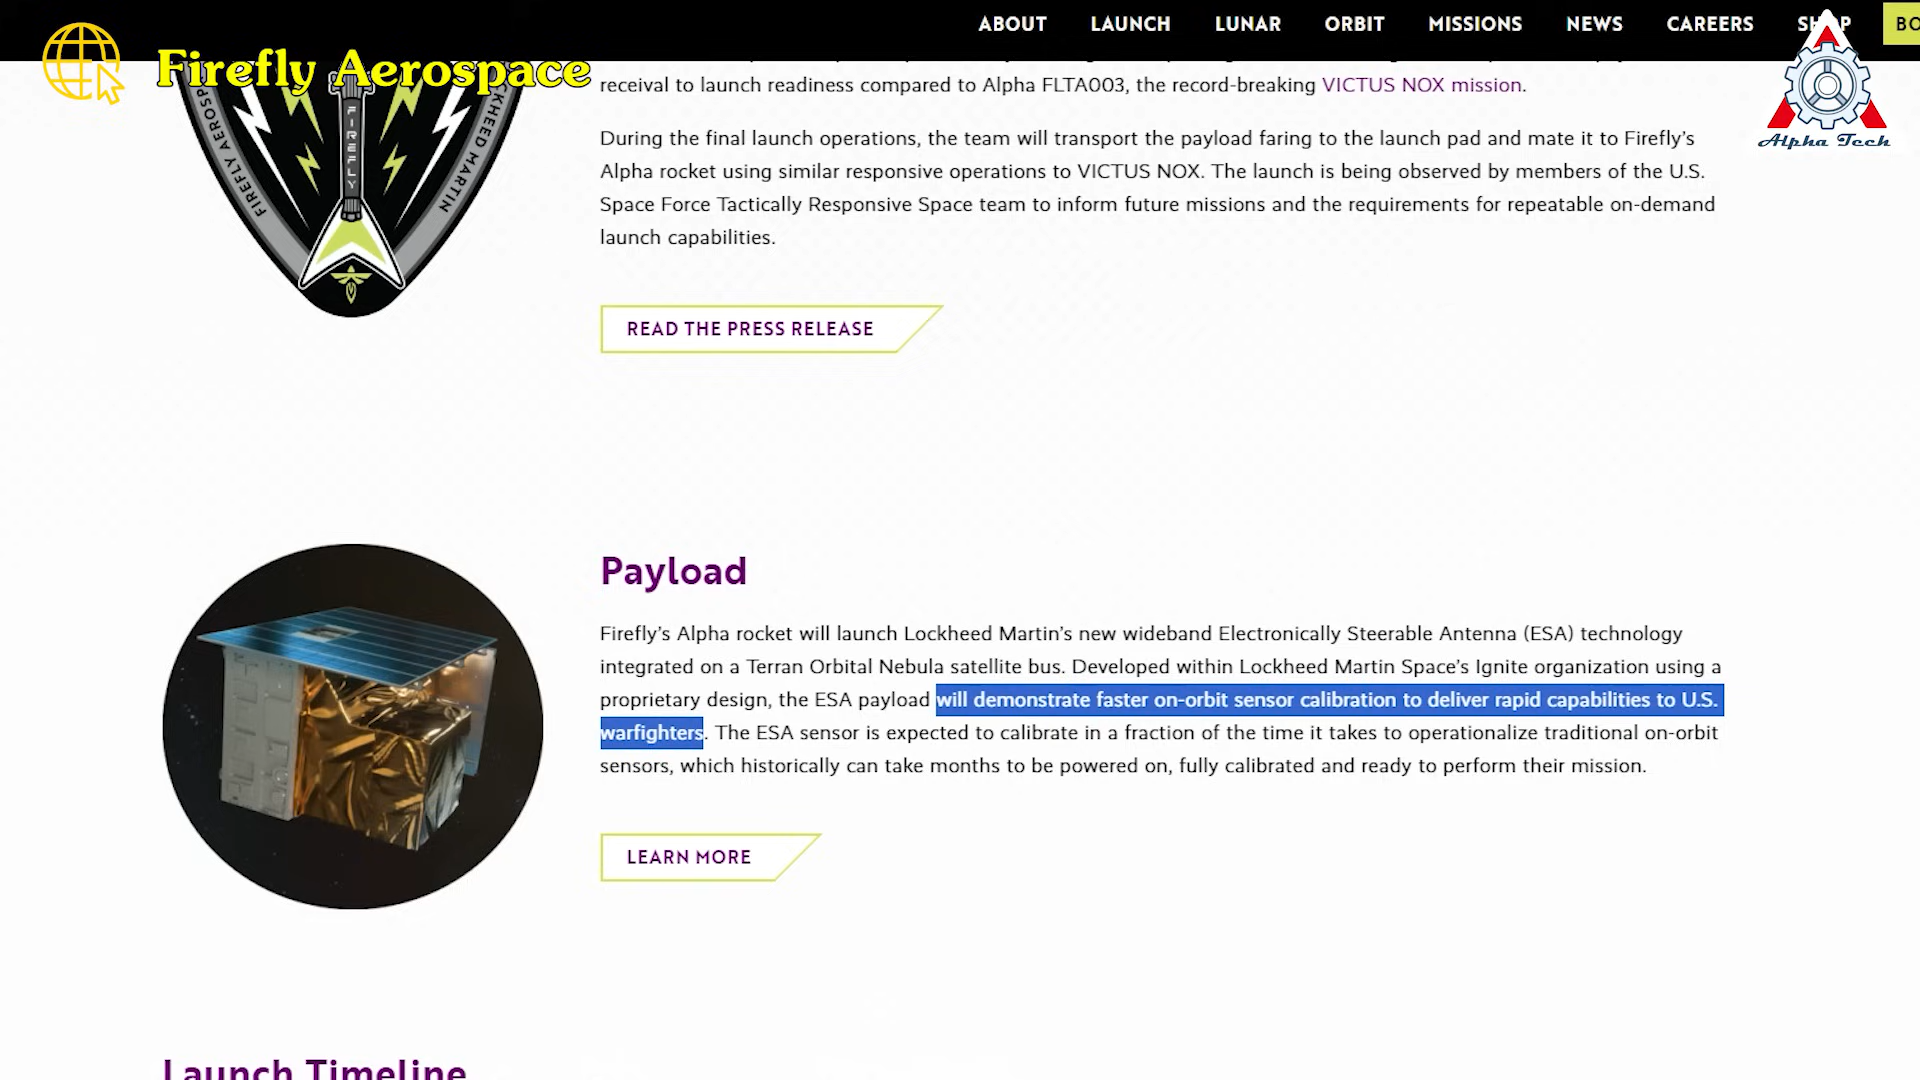 ABOUT LAUNCH LUNAR ORBIT MISSIONS NEWS CAREERS
Firefly Aerospace
Alpha Tech
FIREFLY
FIREFLY
MARTIN
receival to launch readiness compared to Alpha FLTA003, the record-breaking VICTUS NOX mission.
During the final launch operations, the team will transport the payload faring to the launch pad and mate it to Firefly's
Alpha rocket using similar responsive operations to VICTUS NOX. The launch is being observed by members of the U.S.
Space Force Tactically Responsive Space team to inform future missions and the requirements for repeatable on-demand
launch capabilities.
READ THE PRESS RELEASE
Payload
Firefly's Alpha rocket will launch Lockheed Martin's new wideband Electronically Steerable Antenna (ESA) technology
integrated on a Terran Orbital Nebula satellite bus. Developed within Lockheed Martin Space's Ignite organization using a
proprietary design, the ESA payload will demonstrate faster on-orbit sensor calibration to deliver rapid capabilities to U.S.
warfighters. The ESA sensor is expected to calibrate in a fraction of the time it takes to operationalize traditional on-orbit
sensors, which historically can take months to be powered on, fully calibrated and ready to perform their mission.
LEARN MORE
Launch Timeline